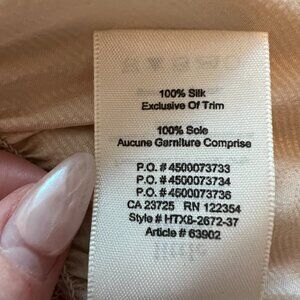 100% Silk
Exclusive Of Trim
100% Soie
Aucune Garniture Comprise
P.O. # 4500073733
P.O. # 4500073734
P.O. # 4500073736
CA 23725 RN 122354
Style # HTX8-2672-37
Article # 63902